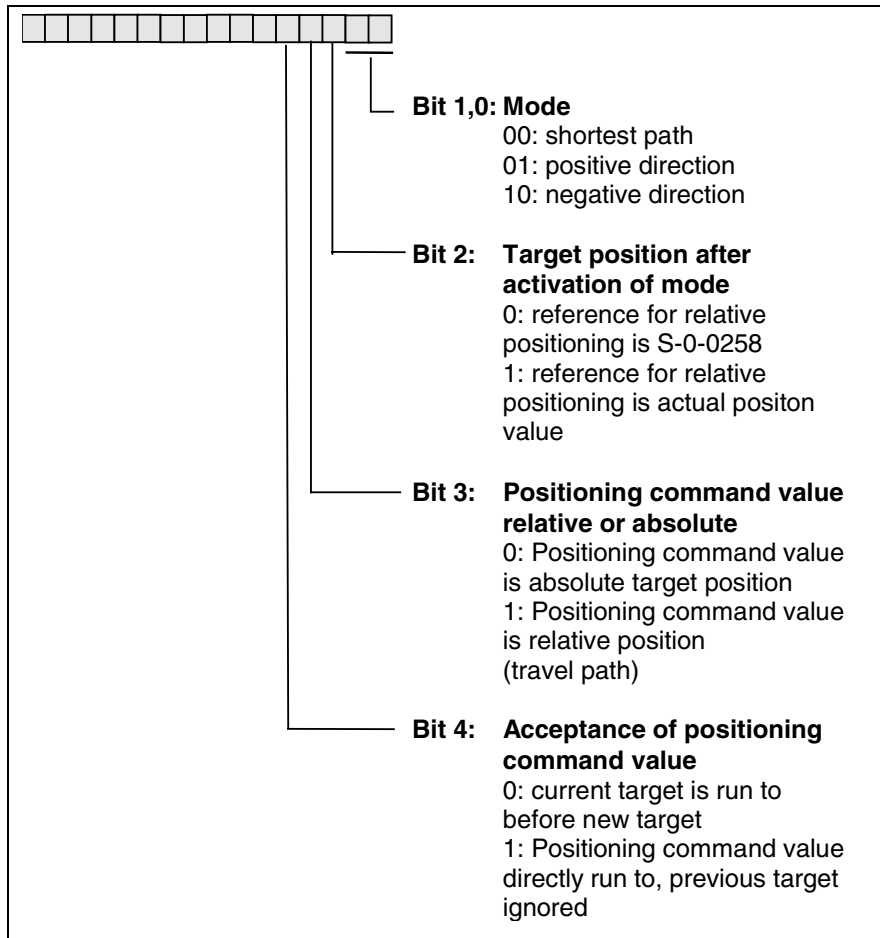 Bit 1,0: Mode
00: shortest path
01: positive direction
10: negative direction
Bit 2: Target position after
activation of mode
0: reference for relative
positioning is S-0-0258
1: reference for relative
positioning is actual positon
value
Bit 3: Positioning command value
relative or absolute
0: Positioning command value
is absolute target position
1: Positioning command value
is relative position
(travel path)
Bit 4: Acceptance of positioning
command value
0: current target is run to
before new target
1: Positioning command value
directly run to, previous target
ignored